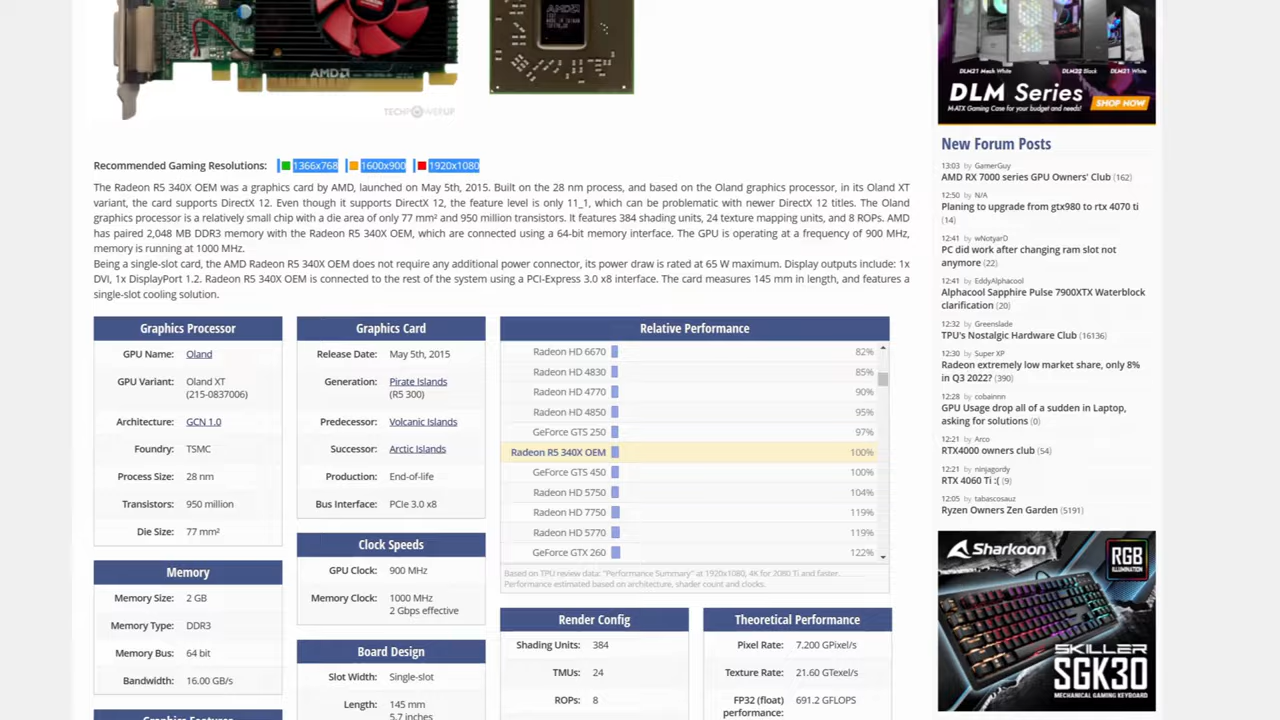 AMD
AMD
TECHPOWERUP
Recommended Gaming Resolutions: 1366x768 1600x900 1920x1080
The Radeon R5 340X OEM was a graphics card by AMD, launched on May 5th, 2015. Built on the 28 nm process, and based on the Oland graphics processor, in its Oland XT
variant, the card supports DirectX 12. Even though it supports DirectX 12, the feature level is only 11_1, which can be problematic with newer DirectX 12 titles. The Oland
graphics processor is a relatively small chip with a die area of only 77 mm² and 950 million transistors. It features 384 shading units, 24 texture mapping units, and 8 ROPs. AMD
has paired 2,048 MB DDR3 memory with the Radeon R5 340X OEM, which are connected using a 64-bit memory interface. The GPU is operating at a frequency of 900 MHz,
memory is running at 1000 MHz.
Being a single-slot card, the AMD Radeon R5 340X OEM does not require any additional power connector, its power draw is rated at 65 W maximum. Display outputs include: 1x
DVI, 1x DisplayPort 1.2. Radeon R5 340X OEM is connected to the rest of the system using a PCI-Express 3.0 x8 interface. The card measures 145 mm in length, and features a
single-slot cooling solution.
Graphics Processor
GPU Name: Oland
GPU Variant: Oland XT
(215-0837006)
Architecture: GCN 1.0
Foundry: TSMC
Process Size: 28 nm
Transistors: 950 million
Die Size: 77 mm²
Memory
Memory Size: 2 GB
Memory Type: DDR3
Memory Bus: 64 bit
Bandwidth: 16.00 GB/s
Graphics Features
Graphics Card
Release Date: May 5th, 2015
Generation: Pirate Islands
(R5 300)
Predecessor: Volcanic Islands
Successor: Arctic Islands
Production: End-of-life
Bus Interface: PCIe 3.0 x8
Clock Speeds
GPU Clock: 900 MHz
Memory Clock: 1000 MHz
2 Gbps effective
Board Design
Slot Width: Single-slot
Length: 145 mm
5.7 inches
Relative Performance
Radeon HD 6670 82%
Radeon HD 4830 85%
Radeon HD 4770 90%
Radeon HD 4850 95%
GeForce GTS 250 97%
Radeon R5 340X OEM 100%
GeForce GTS 450 100%
Radeon HD 5750 104%
Radeon HD 7750 119%
Radeon HD 5770 119%
GeForce GTX 260 122%
Based on TPU review data: "Performance Summary" at 1920x1080, 4K for 2080 Ti and faster.
Performance estimated based on architecture, shader count and clocks.
Render Config
Shading Units: 384
TMUs: 24
ROPs: 8
Theoretical Performance
Pixel Rate: 7.200 GPixel/s
Texture Rate: 21.60 GTexel/s
FP32 (float) 691.2 GFLOPS
performance:
DLM21 Mesh White DLM22 Black DLM21 White
DLM Series
M-ATX Gaming Case for your budget and needs! SHOP NOW
New Forum Posts
13:03 by GamerGuy
AMD RX 7000 series GPU Owners' Club (162)
12:50 by N/A
Planing to upgrade from gtx980 to rtx 4070 ti
(14)
12:41 by wNotyarD
PC did work after changing ram slot not
anymore (22)
12:41 by EddyAlphacool
Alphacool Sapphire Pulse 7900XTX Waterblock
clarification (20)
12:32 by Greenslade
TPU's Nostalgic Hardware Club (16136)
12:30 by Super XP
Radeon extremely low market share, only 8%
in Q3 2022? (390)
12:28 by cobainnn
GPU Usage drop all of a sudden in Laptop,
asking for solutions (0)
12:21 by Arco
RTX4000 owners club (54)
12:21 by ninjagordy
RTX 4060 Ti :( (9)
12:05 by tabascosauz
Ryzen Owners Zen Garden (5191)
Sharkoon
RGB
ILLUMINATION
SKILLER
SGK30
MECHANICAL GAMING KEYBOARD